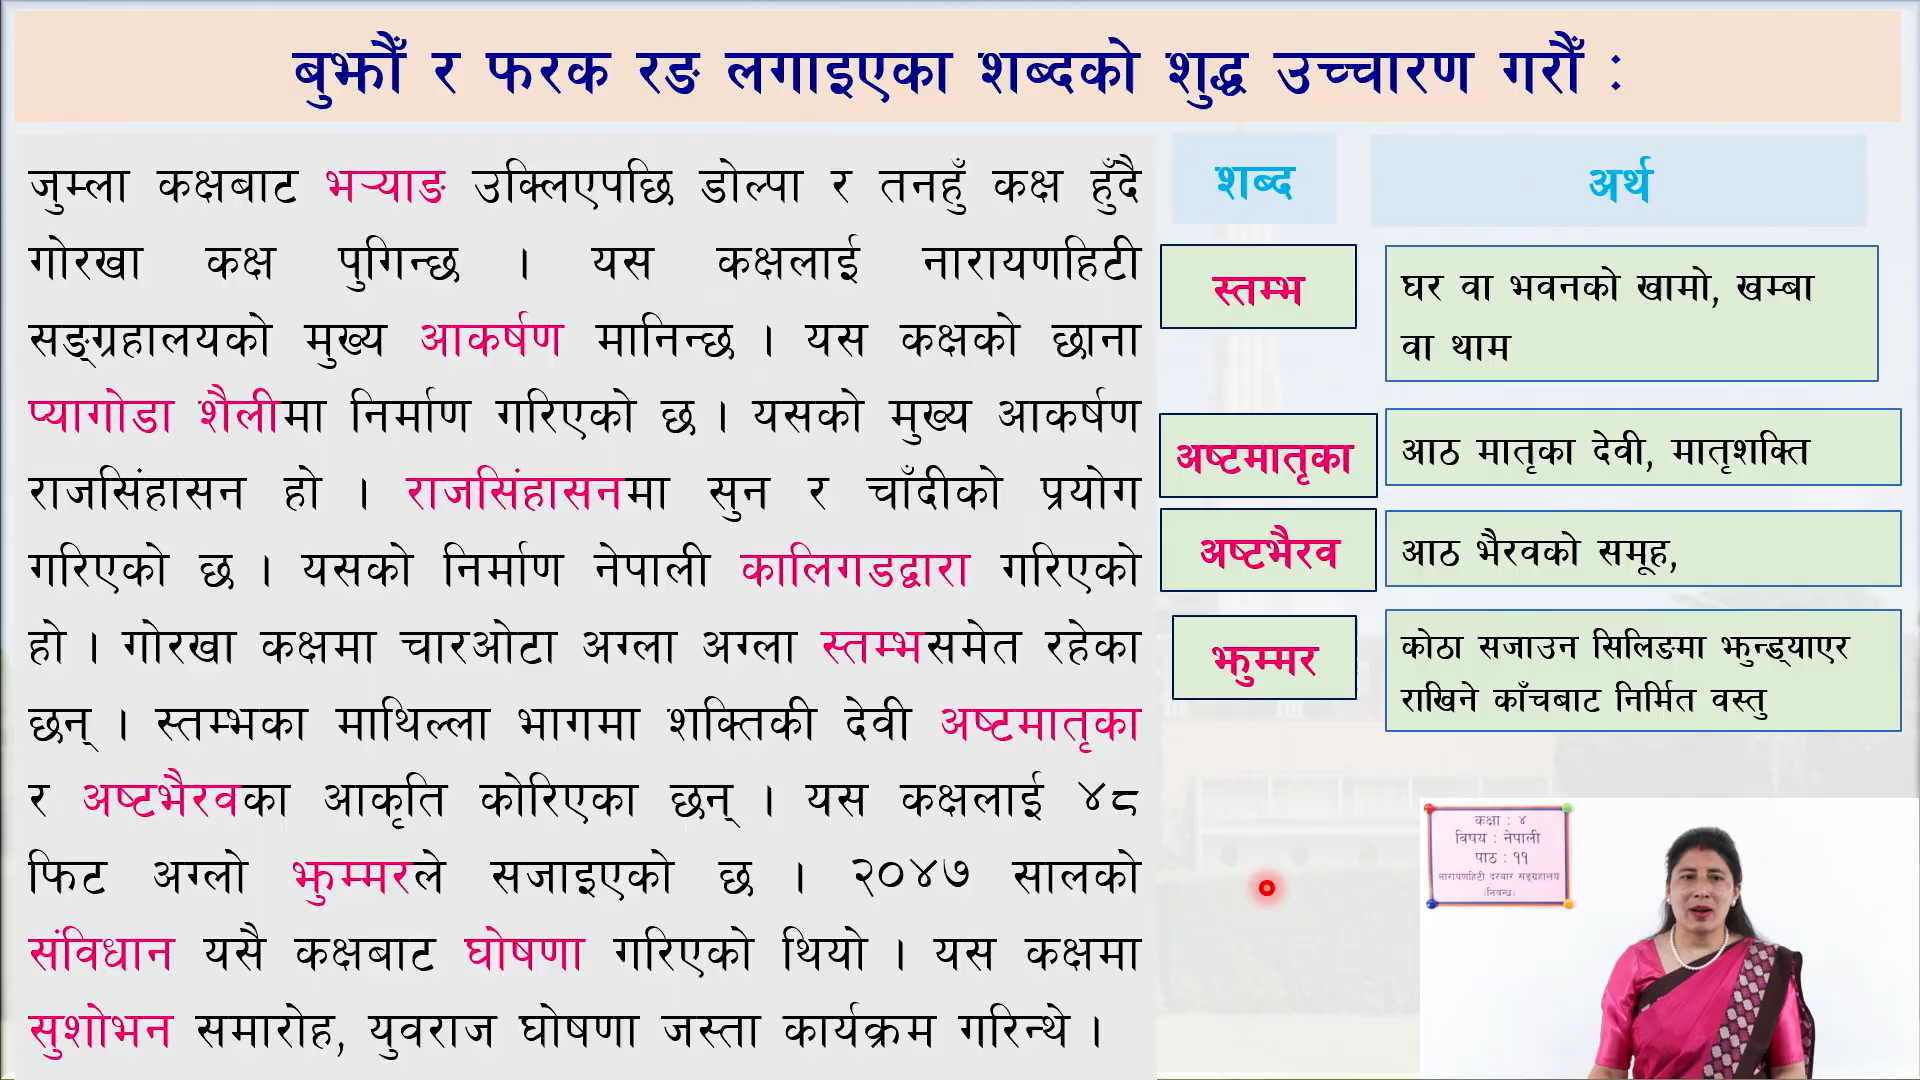 बुझौँ र फरक रङ लगाइएका शब्दको शुद्ध उच्चारण गरौँ :
जुम्ला कक्षबाट भऱ्याङ उक्लिएपछि डोल्पा र तनहुँ कक्ष हुँदै
गोरखा कक्ष पुगिन्छ । यस कक्षलाई नारायणहिटी
सङ्ग्रहालयको मुख्य आकर्षण मानिन्छ । यस कक्षको छाना
प्यागोडा शैलीमा निर्माण गरिएको छ । यसको मुख्य आकर्षण
राजसिंहासन हो । राजसिंहासनमा सुन र चाँदीको प्रयोग
गरिएको छ । यसको निर्माण नेपाली कालिगडद्वारा गरिएको
हो । गोरखा कक्षमा चारओटा अग्ला अग्ला स्तम्भसमेत रहेका
छन् । स्तम्भका माथिल्ला भागमा शक्तिकी देवी अष्टमातृका
र अष्टभैरवका आकृति कोरिएका छन् । यस कक्षलाई ४८
फिट अग्लो झुम्मरले सजाइएको छ । २०४७ सालको
संविधान यसै कक्षबाट घोषणा गरिएको थियो । यस कक्षमा
सुशोभन समारोह, युवराज घोषणा जस्ता कार्यक्रम गरिन्थे ।
शब्द अर्थ
स्तम्भ घर वा भवनको खामो, खम्बा
वा थाम
अष्टमातृका आठ मातृका देवी, मातृशक्ति
अष्टभैरव आठ भैरवको समूह,
झुम्मर कोठा सजाउन सिलिङमा झुन्ड्याएर
राखिने काँचबाट निर्मित वस्तु
कक्षा : ४
विषय : नेपाली
पाठ : ११
नारायणहिटी दरबार सङ्ग्रहालय
(निबन्ध)